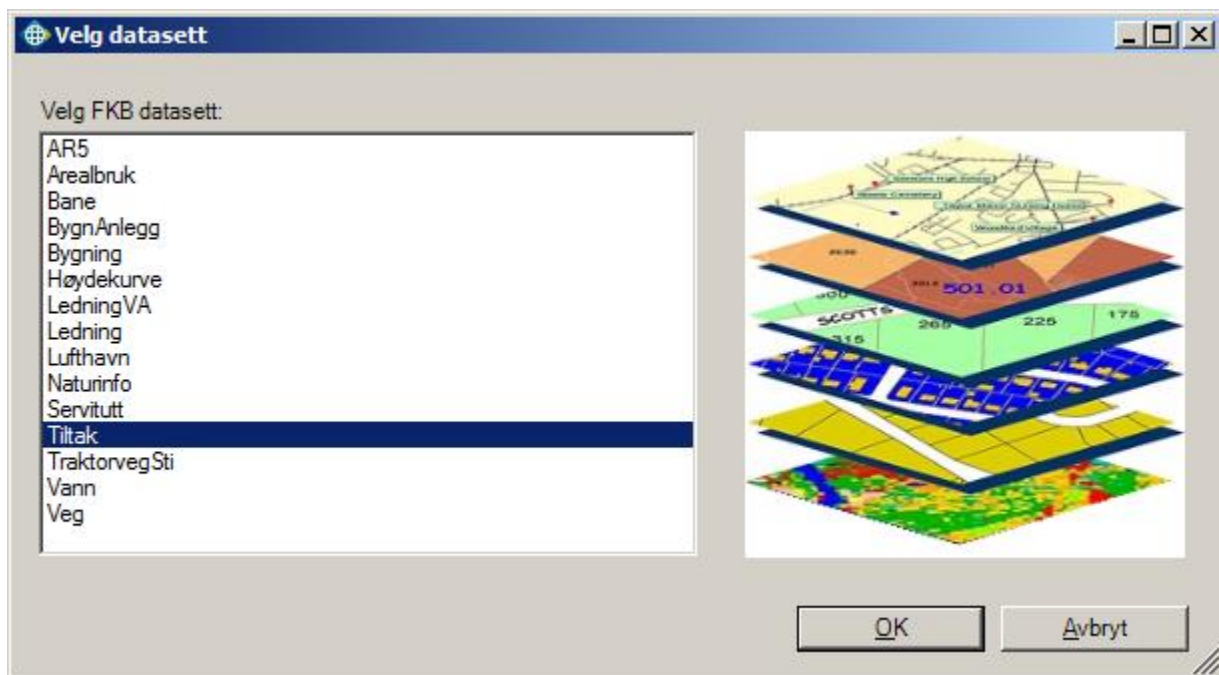 Velg datasett
Velg FKB datasett:
AR5
Arealbruk
Bane
BygnAnlegg
Bygning
Høydekurve
LedningVA
Ledning
Lufthavn
Naturinfo
Servitutt
Tiltak
TraktorvegSti
Vann
Veg
501.01
SCOTTS
265
225
175
315
OK
Avbryt